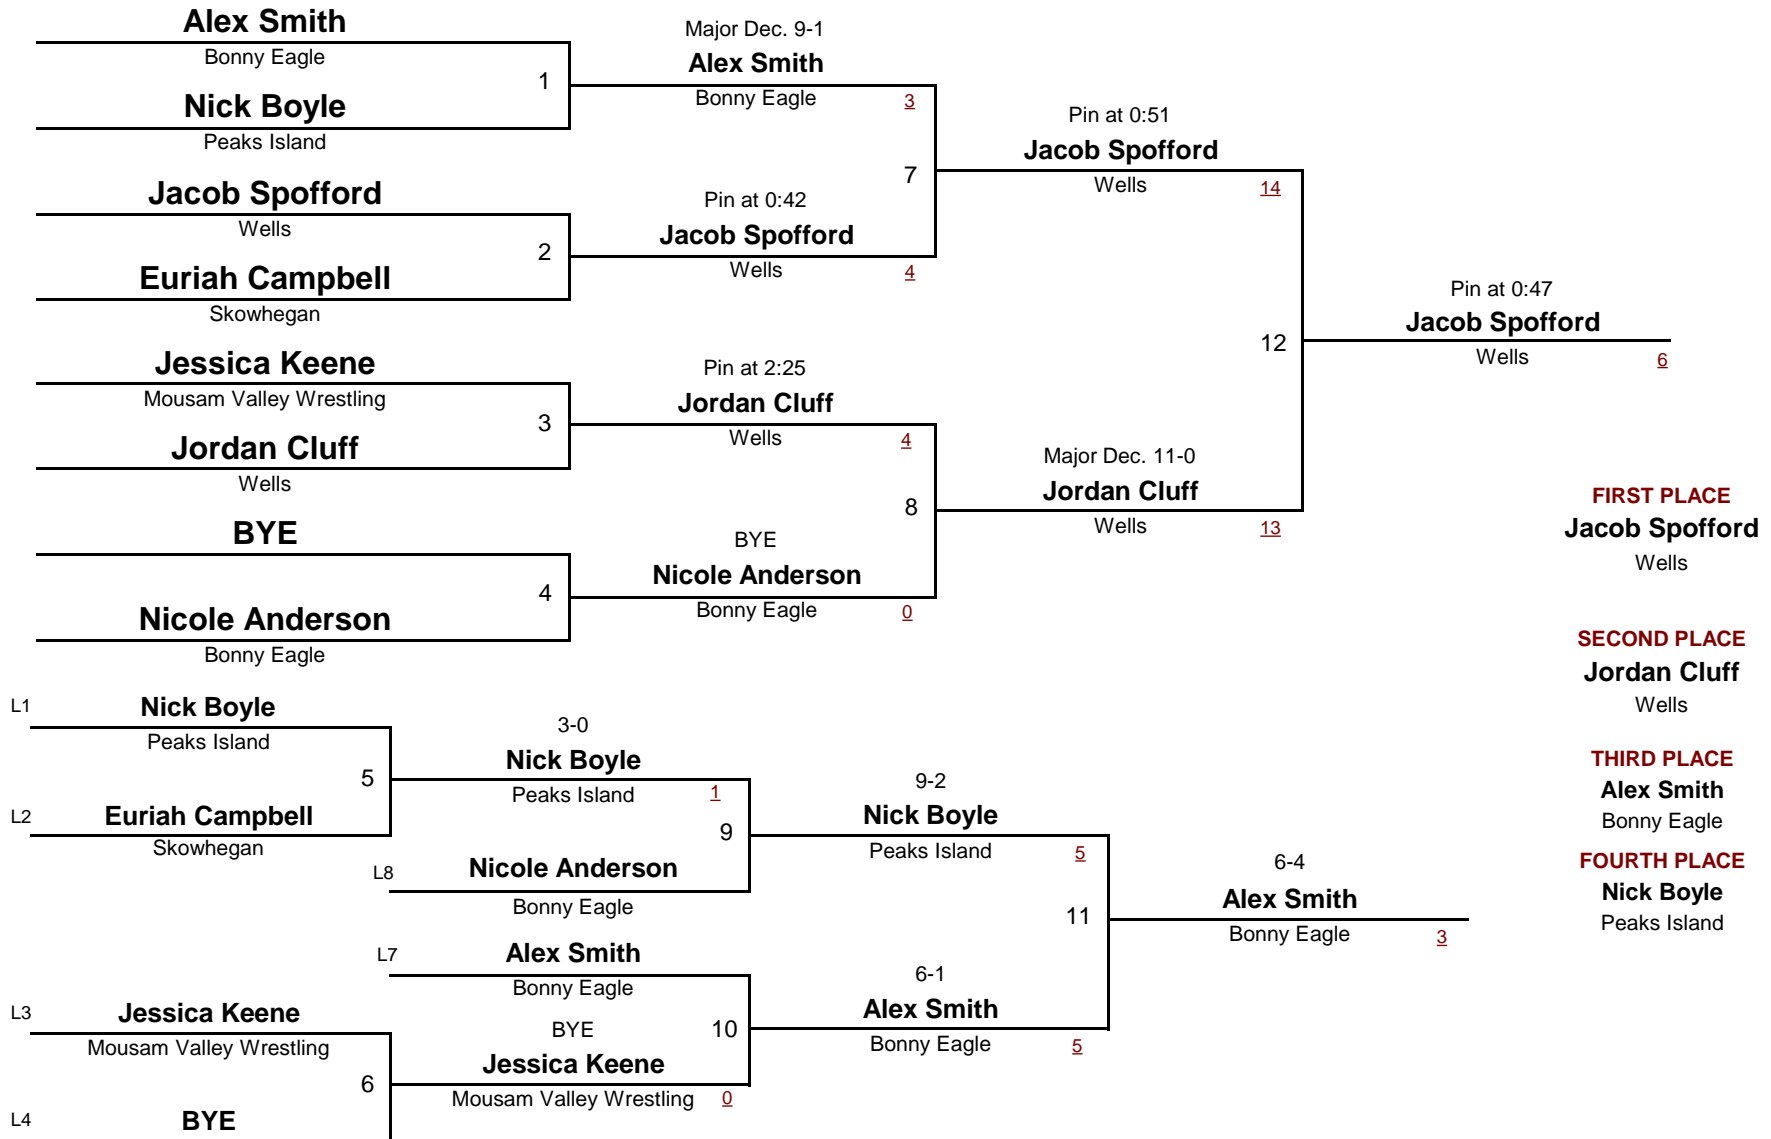 Alex Smith
Bonny Eagle
1
Nick Boyle
Peaks Island
Jacob Spofford
Wells
2
Euriah Campbell
Skowhegan
Jessica Keene
Mousam Valley Wrestling
3
Jordan Cluff
Wells
BYE
4
Nicole Anderson
Bonny Eagle
Major Dec. 9-1
Alex Smith
Bonny Eagle 3
7
Pin at 0:42
Jacob Spofford
Wells 4
Pin at 2:25
Jordan Cluff
Wells 4
8
BYE
Nicole Anderson
Bonny Eagle 0
Pin at 0:51
Jacob Spofford
Wells 14
12
Major Dec. 11-0
Jordan Cluff
Wells 13
Pin at 0:47
Jacob Spofford
Wells 6
FIRST PLACE
Jacob Spofford
Wells
SECOND PLACE
Jordan Cluff
Wells
THIRD PLACE
Alex Smith
Bonny Eagle
FOURTH PLACE
Nick Boyle
Peaks Island
L1 Nick Boyle
Peaks Island
5
L2 Euriah Campbell
Skowhegan
3-0
Nick Boyle
Peaks Island 1
9
L8 Nicole Anderson
Bonny Eagle
L7 Alex Smith
Bonny Eagle
10
BYE
Jessica Keene
Mousam Valley Wrestling 0
L3 Jessica Keene
Mousam Valley Wrestling
6
L4 BYE
9-2
Nick Boyle
Peaks Island 5
11
6-1
Alex Smith
Bonny Eagle 5
6-4
Alex Smith
Bonny Eagle 3